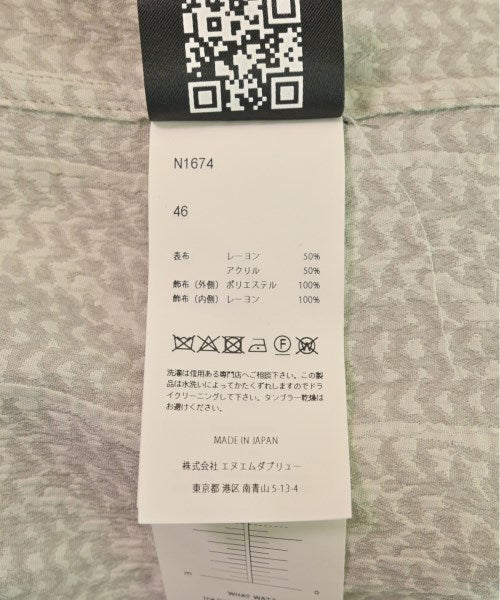 N1674
46
表布 レーヨン 50%
アクリル 50%
飾布（外側）ポリエステル 100%
飾布（内側）レーヨン 100%
F W
洗濯は信用ある専門店へご相談下さい。この製
品は水洗いによってかたくずれしますのでドラ
イクリーニングして下さい。タンブラー乾燥は
お避けください。
MADE IN JAPAN
株式会社 エヌエムダブリュー
東京都 港区 南青山 5-13-4